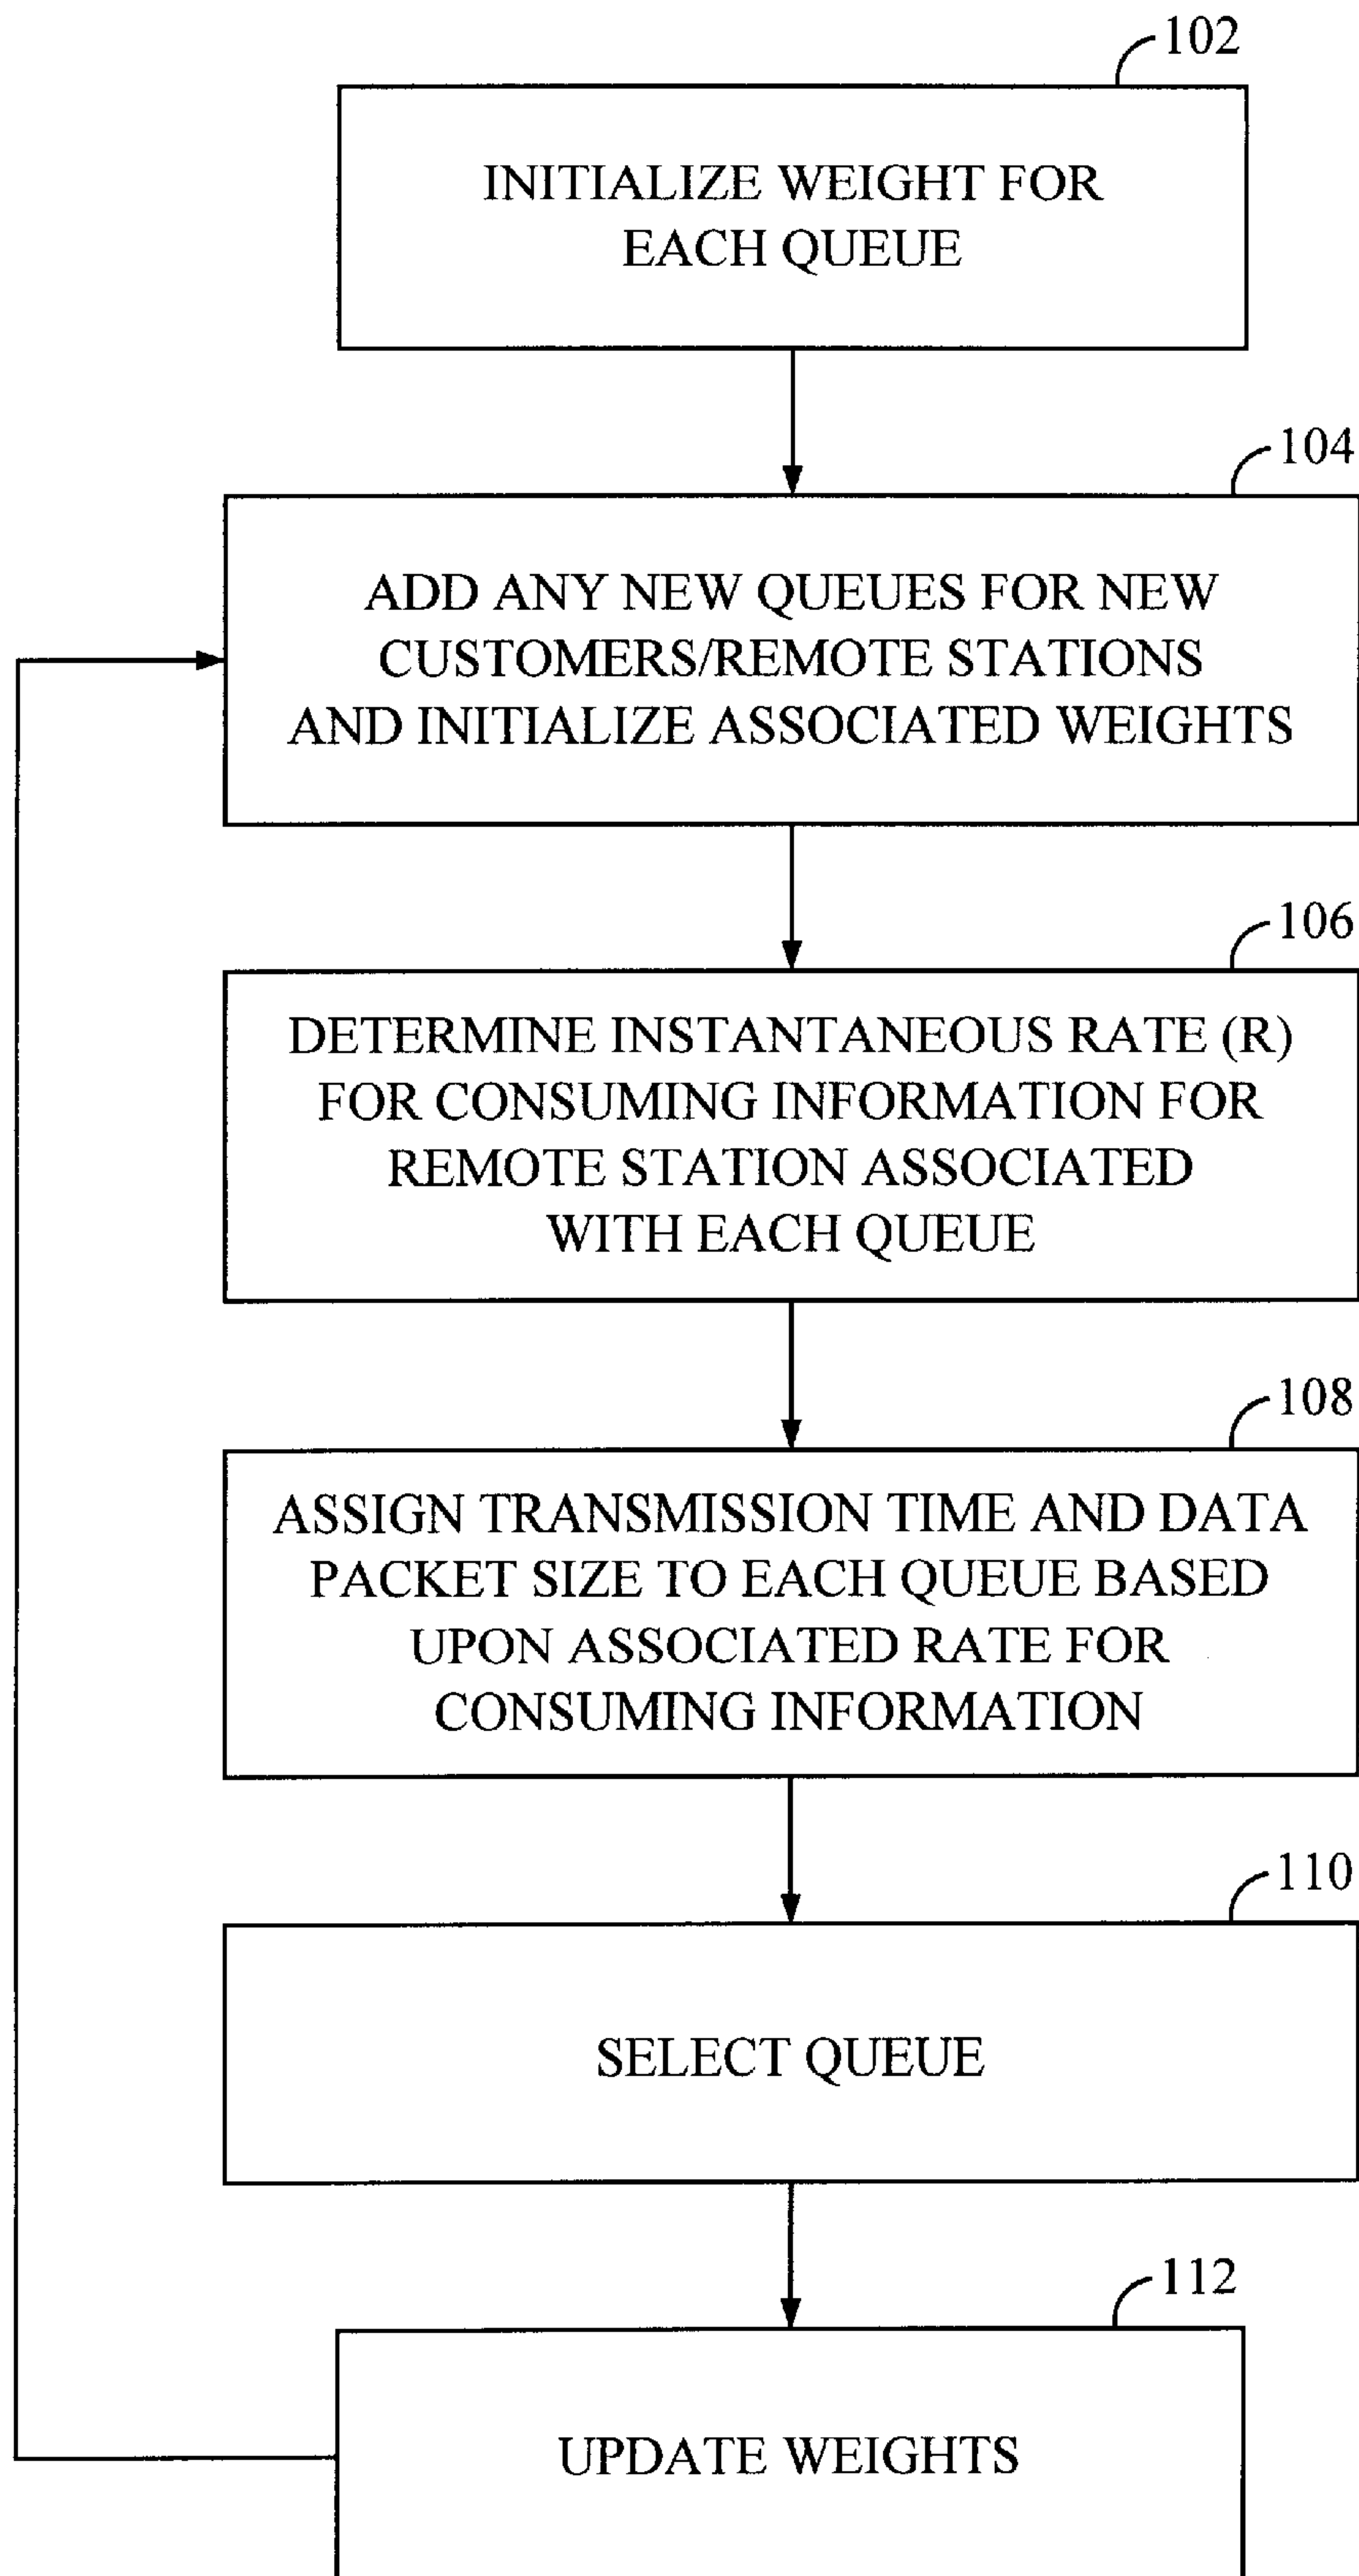 102
INITIALIZE WEIGHT FOR
EACH QUEUE
104
ADD ANY NEW QUEUES FOR NEW
CUSTOMERS/REMOTE STATIONS
AND INITIALIZE ASSOCIATED WEIGHTS
106
DETERMINE INSTANTANEOUS RATE (R)
FOR CONSUMING INFORMATION FOR
REMOTE STATION ASSOCIATED
WITH EACH QUEUE
108
ASSIGN TRANSMISSION TIME AND DATA
PACKET SIZE TO EACH QUEUE BASED
UPON ASSOCIATED RATE FOR
CONSUMING INFORMATION
110
SELECT QUEUE
112
UPDATE WEIGHTS